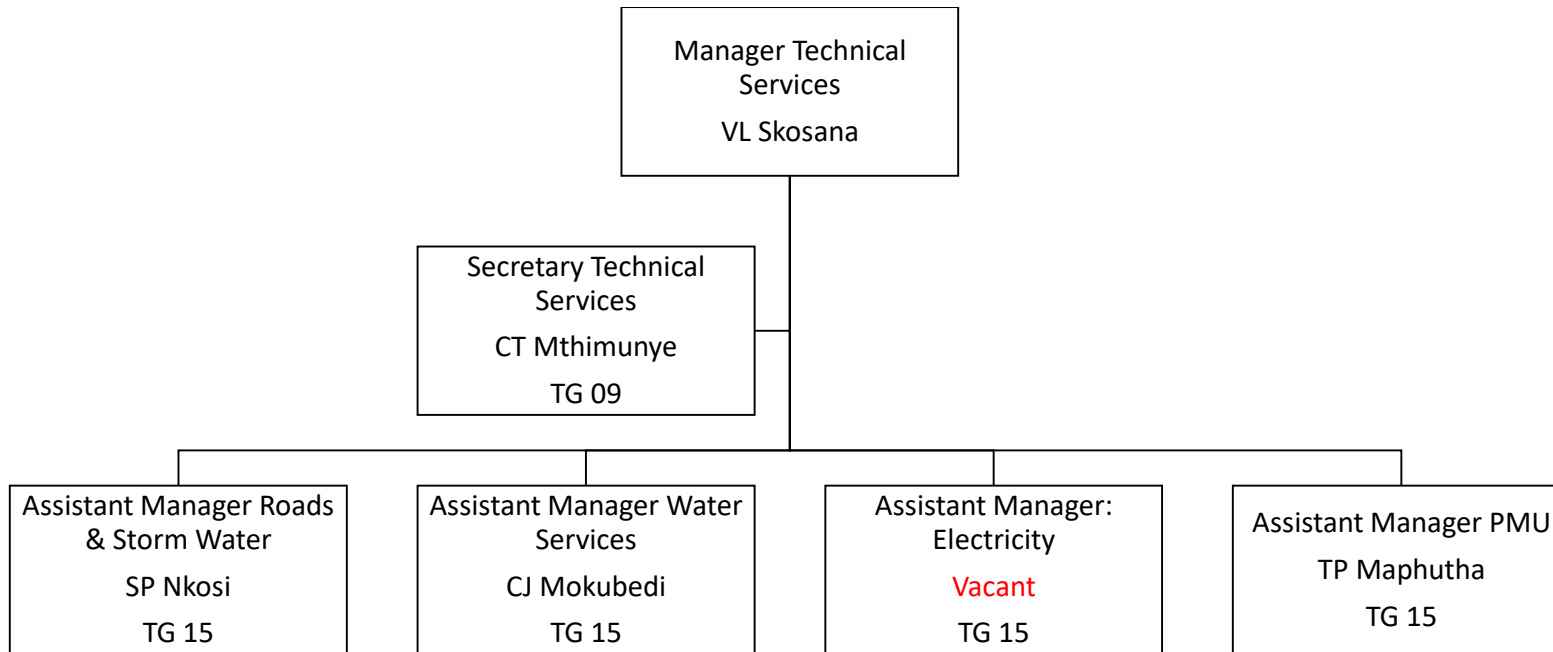 Manager Technical
Services
VL Skosana
Secretary Technical
Services
CT Mthimunye
TG 09
Assistant Manager Roads
& Storm Water
SP Nkosi
TG 15
Assistant Manager Water
Services
CJ Mokubedi
TG 15
Assistant Manager:
Electricity
Vacant
TG 15
Assistant Manager PMU
TP Maphutha
TG 15